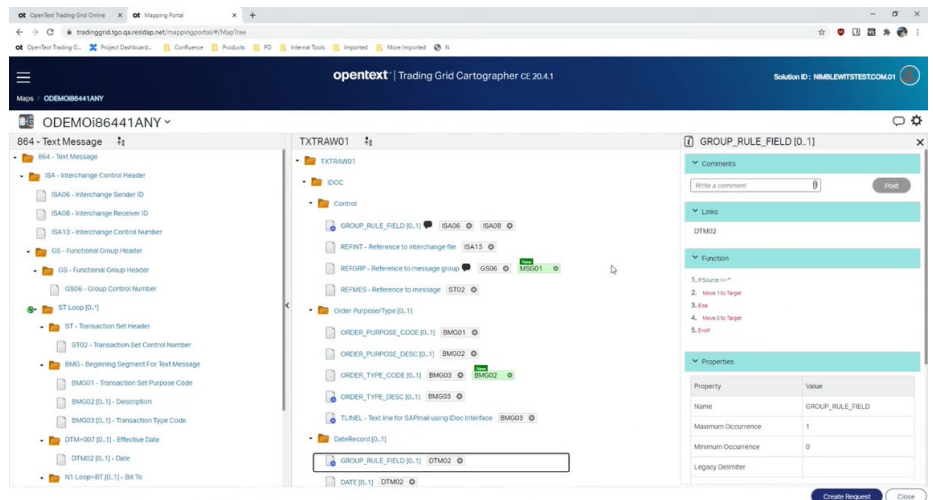 OpenText Trading Grid Online
Mapping Portal
tradinggrid.tgo.qa.resldap.net/mappingportal/#/MapTree
OpenText Trading G...
Project Dashboard...
Confluence
Products
PD
Internal Tools
Imported
More Imported
N
opentext™ | Trading Grid Cartographer CE 20.4.1
Solution ID : NIMBLEWITSTEST.COM.01
Maps > ODEMOi86441ANY
ODEMOi86441ANY
864 - Text Message
864 - Text Message
ISA - Interchange Control Header
ISA06 - Interchange Sender ID
ISA08 - Interchange Receiver ID
ISA13 - Interchange Control Number
GS - Functional Group Header
GS - Functional Group Header
GS06 - Group Control Number
ST Loop [0..*]
ST - Transaction Set Header
ST02 - Transaction Set Control Number
BMG - Beginning Segment For Text Message
BMG01 - Transaction Set Purpose Code
BMG02 [0..1] - Description
BMG03 [0..1] - Transaction Type Code
DTM>007 [0..1] - Effective Date
DTM02 [0..1] - Date
N1 Loop>BT [0..1] - Bill To
TXTRAW01
TXTRAW01
IDOC
Control
GROUP_RULE_FIELD [0..1] ISA06 ISA08
REFINT - Reference to interchange file ISA13
New
REFGRP - Reference to message group GS06 MSG01
REFMES - Reference to message ST02
Order Purpose/Type [0..1]
ORDER_PURPOSE_CODE [0..1] BMG01
ORDER_PURPOSE_DESC [0..1] BMG02
New
ORDER_TYPE_CODE [0..1] BMG03 BMG02
ORDER_TYPE_DESC [0..1] BMG03
TLINEL - Text line for SAPmail using IDoc interface BMG03
DateRecord [0..1]
GROUP_RULE_FIELD [0..1] DTM02
DATE [0..1] DTM02
GROUP_RULE_FIELD [0..1]
Comments
Write a comment
Post
Links
DTM02
Function
1. If Source <> ""
2. Move 1 to Target
3. Else
4. Move 0 to Target
5. EndIf
Properties
Property Value
Name GROUP_RULE_FIELD
Maximum Occurrence 1
Minimum Occurrence 0
Legacy Delimiter
Create Request
Close